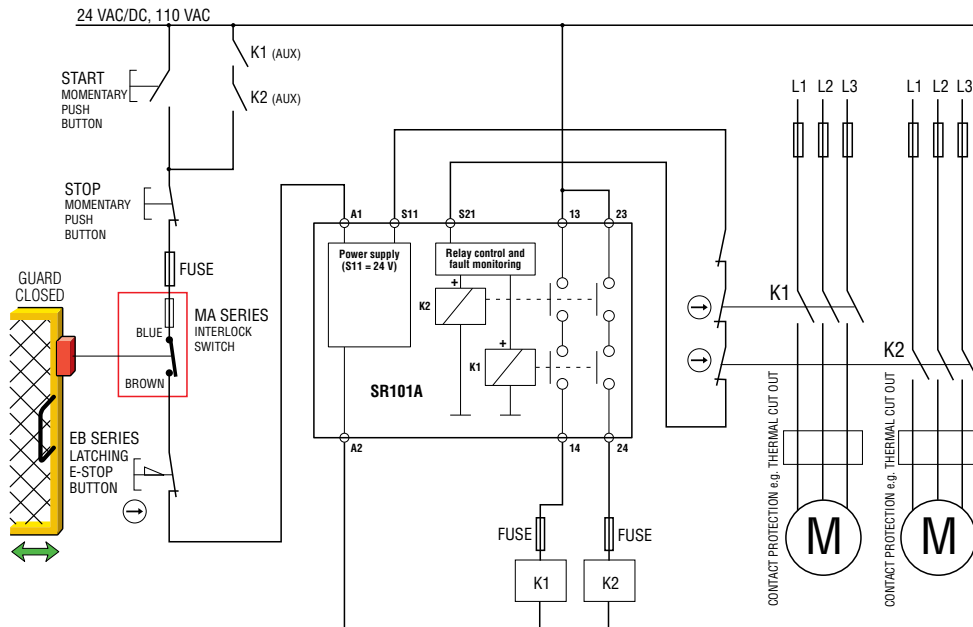 24 VAC/DC, 110 VAC
K1 (AUX)
K2 (AUX)
START
MOMENTARY
PUSH
BUTTON
STOP
MOMENTARY
PUSH
BUTTON
FUSE
GUARD
CLOSED
MA SERIES
INTERLOCK
SWITCH
BLUE
BROWN
EB SERIES
LATCHING
E-STOP
BUTTON
A1
S11
S21
13
23
Power supply
(S11 = 24 V)
Relay control and
fault monitoring
+
K2
+
K1
SR101A
A2
14
24
FUSE
FUSE
K1
K2
L1 L2 L3
L1 L2 L3
K1
K2
CONTACT PROTECTION e.g. THERMAL CUT OUT
CONTACT PROTECTION e.g. THERMAL CUT OUT
M
M